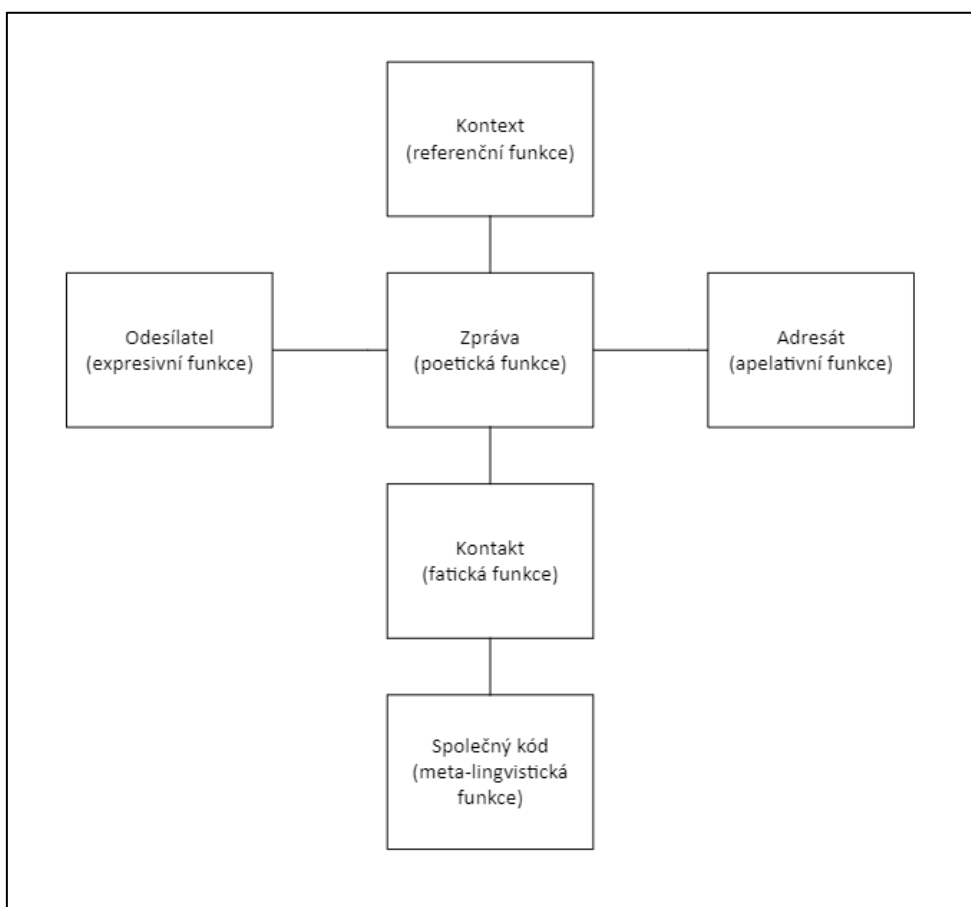 Kontext
(referenční funkce)
Odesílatel
(expresivní funkce)
Zpráva
(poetická funkce)
Adresát
(apelativní funkce)
Kontakt
(fatická funkce)
Společný kód
(meta-lingvistická
funkce)